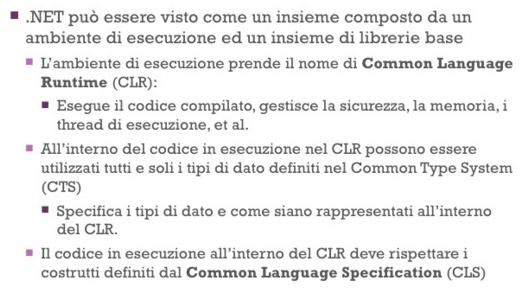 .NET può essere visto come un insieme composto da un
ambiente di esecuzione ed un insieme di librerie base
L'ambiente di esecuzione prende il nome di Common Language
Runtime (CLR):
Esegue il codice compilato, gestisce la sicurezza, la memoria, i
thread di esecuzione, et al.
All'interno del codice in esecuzione nel CLR possono essere
utilizzati tutti e soli i tipi di dato definiti nel Common Type System
(CTS)
Specifica i tipi di dato e come siano rappresentati all'interno
del CLR.
Il codice in esecuzione all'interno del CLR deve rispettare i
costrutti definiti dal Common Language Specification (CLS)